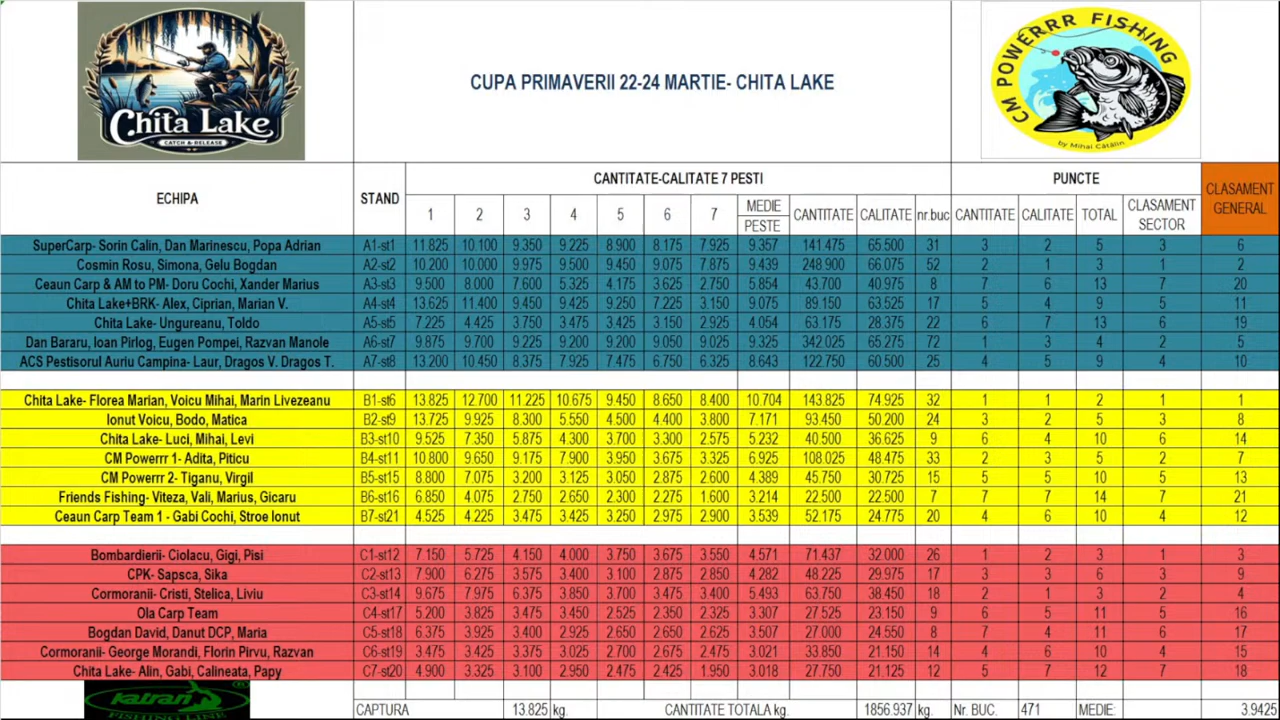 Chita Lake
CATCH & RELEASE
CUPA PRIMAVERII 22-24 MARTIE- CHITA LAKE
CM POWERRR FISHING
by Mihai Cătălin
ECHIPA STAND CANTITATE-CALITATE 7 PESTI PUNCTE CLASAMENT GENERAL
1 2 3 4 5 6 7 MEDIE PESTE CANTITATE CALITATE nr.buc CANTITATE CALITATE TOTAL CLASAMENT SECTOR
SuperCarp- Sorin Calin, Dan Marinescu, Popa Adrian A1-st1 11.825 10.100 9.350 9.225 8.900 8.175 7.925 9.357 141.475 65.500 31 3 2 5 3 6
Cosmin Rosu, Simona, Gelu Bogdan A2-st2 10.200 10.000 9.975 9.500 9.450 9.075 7.875 9.439 248.900 66.075 52 2 1 3 1 2
Ceaun Carp & AM to PM- Doru Cochi, Xander Marius A3-st3 9.500 8.000 7.600 5.325 4.175 3.625 2.750 5.854 43.700 40.975 8 7 6 13 7 20
Chita Lake+BRK- Alex, Ciprian, Marian V. A4-st4 13.625 11.400 9.450 9.425 9.250 7.225 3.150 9.075 89.150 63.525 17 5 4 9 5 11
Chita Lake- Ungureanu, Toldo A5-st5 7.225 4.425 3.750 3.475 3.425 3.150 2.925 4.054 63.175 28.375 22 6 7 13 6 19
Dan Bararu, Ioan Pirlog, Eugen Pompei, Razvan Manole A6-st7 9.875 9.700 9.225 9.200 9.200 9.050 9.025 9.325 342.025 65.275 72 1 3 4 2 5
ACS Pestisorul Auriu Campina- Laur, Dragos V. Dragos T. A7-st8 13.200 10.450 8.375 7.925 7.475 6.750 6.325 8.643 122.750 60.500 25 4 5 9 4 10
Chita Lake- Florea Marian, Voicu Mihai, Marin Livezeanu B1-st6 13.825 12.700 11.225 10.675 9.450 8.650 8.400 10.704 143.825 74.925 32 1 1 2 1 1
Ionut Voicu, Bodo, Matica B2-st9 13.725 9.925 8.300 5.550 4.500 4.400 3.800 7.171 93.450 50.200 24 3 2 5 3 8
Chita Lake- Luci, Mihai, Levi B3-st10 9.525 7.350 5.875 4.300 3.700 3.300 2.575 5.232 40.500 36.625 9 6 4 10 6 14
CM Powerrr 1- Adita, Piticu B4-st11 10.800 9.650 9.175 7.900 3.950 3.675 3.325 6.925 108.025 48.475 33 2 3 5 2 7
CM Powerrr 2- Tiganu, Virgil B5-st15 8.800 7.075 3.200 3.125 3.050 2.875 2.600 4.389 45.750 30.725 15 5 5 10 5 13
Friends Fishing- Viteza, Vali, Marius, Gicaru B6-st16 6.850 4.075 2.750 2.650 2.300 2.275 1.600 3.214 22.500 22.500 7 7 7 14 7 21
Ceaun Carp Team 1 - Gabi Cochi, Stroe Ionut B7-st21 4.525 4.225 3.475 3.425 3.250 2.975 2.900 3.539 52.175 24.775 20 4 6 10 4 12
Bombardierii- Ciolacu, Gigi, Pisi C1-st12 7.150 5.725 4.150 4.000 3.750 3.675 3.550 4.571 71.437 32.000 26 1 2 3 1 3
CPK- Sapsca, Sika C2-st13 7.900 6.275 3.575 3.400 3.100 2.875 2.850 4.282 48.225 29.975 17 3 3 6 3 9
Cormoranii- Cristi, Stelica, Liviu C3-st14 9.675 7.975 6.375 3.850 3.700 3.475 3.400 5.493 63.750 38.450 18 2 1 3 2 4
Ola Carp Team C4-st17 5.200 3.825 3.475 3.450 2.525 2.350 2.325 3.307 27.525 23.150 9 6 5 11 5 16
Bogdan David, Danut DCP, Maria C5-st18 6.375 3.925 3.400 2.925 2.650 2.650 2.625 3.507 27.000 24.550 8 7 4 11 6 17
Cormoranii- George Morandi, Florin Pirvu, Razvan C6-st19 3.475 3.425 3.375 3.025 2.700 2.675 2.475 3.021 33.850 21.150 14 4 6 10 4 15
Chita Lake- Alin, Gabi, Calineata, Papy C7-st20 4.900 3.325 3.100 2.950 2.475 2.425 1.950 3.018 27.750 21.125 12 5 7 12 7 18
Katran
FISHING LINE
CAPTURA 13.825 kg. CANTITATE TOTALA kg. 1856.937 kg. Nr. BUC. 471 MEDIE: 3.9425